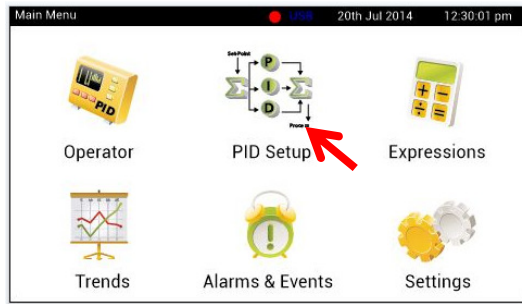 Main Menu USB 20th Jul 2014 12:30:01 pm
Set-Point
P
I
D
Process
PID
Operator PID Setup Expressions
Trends Alarms & Events Settings